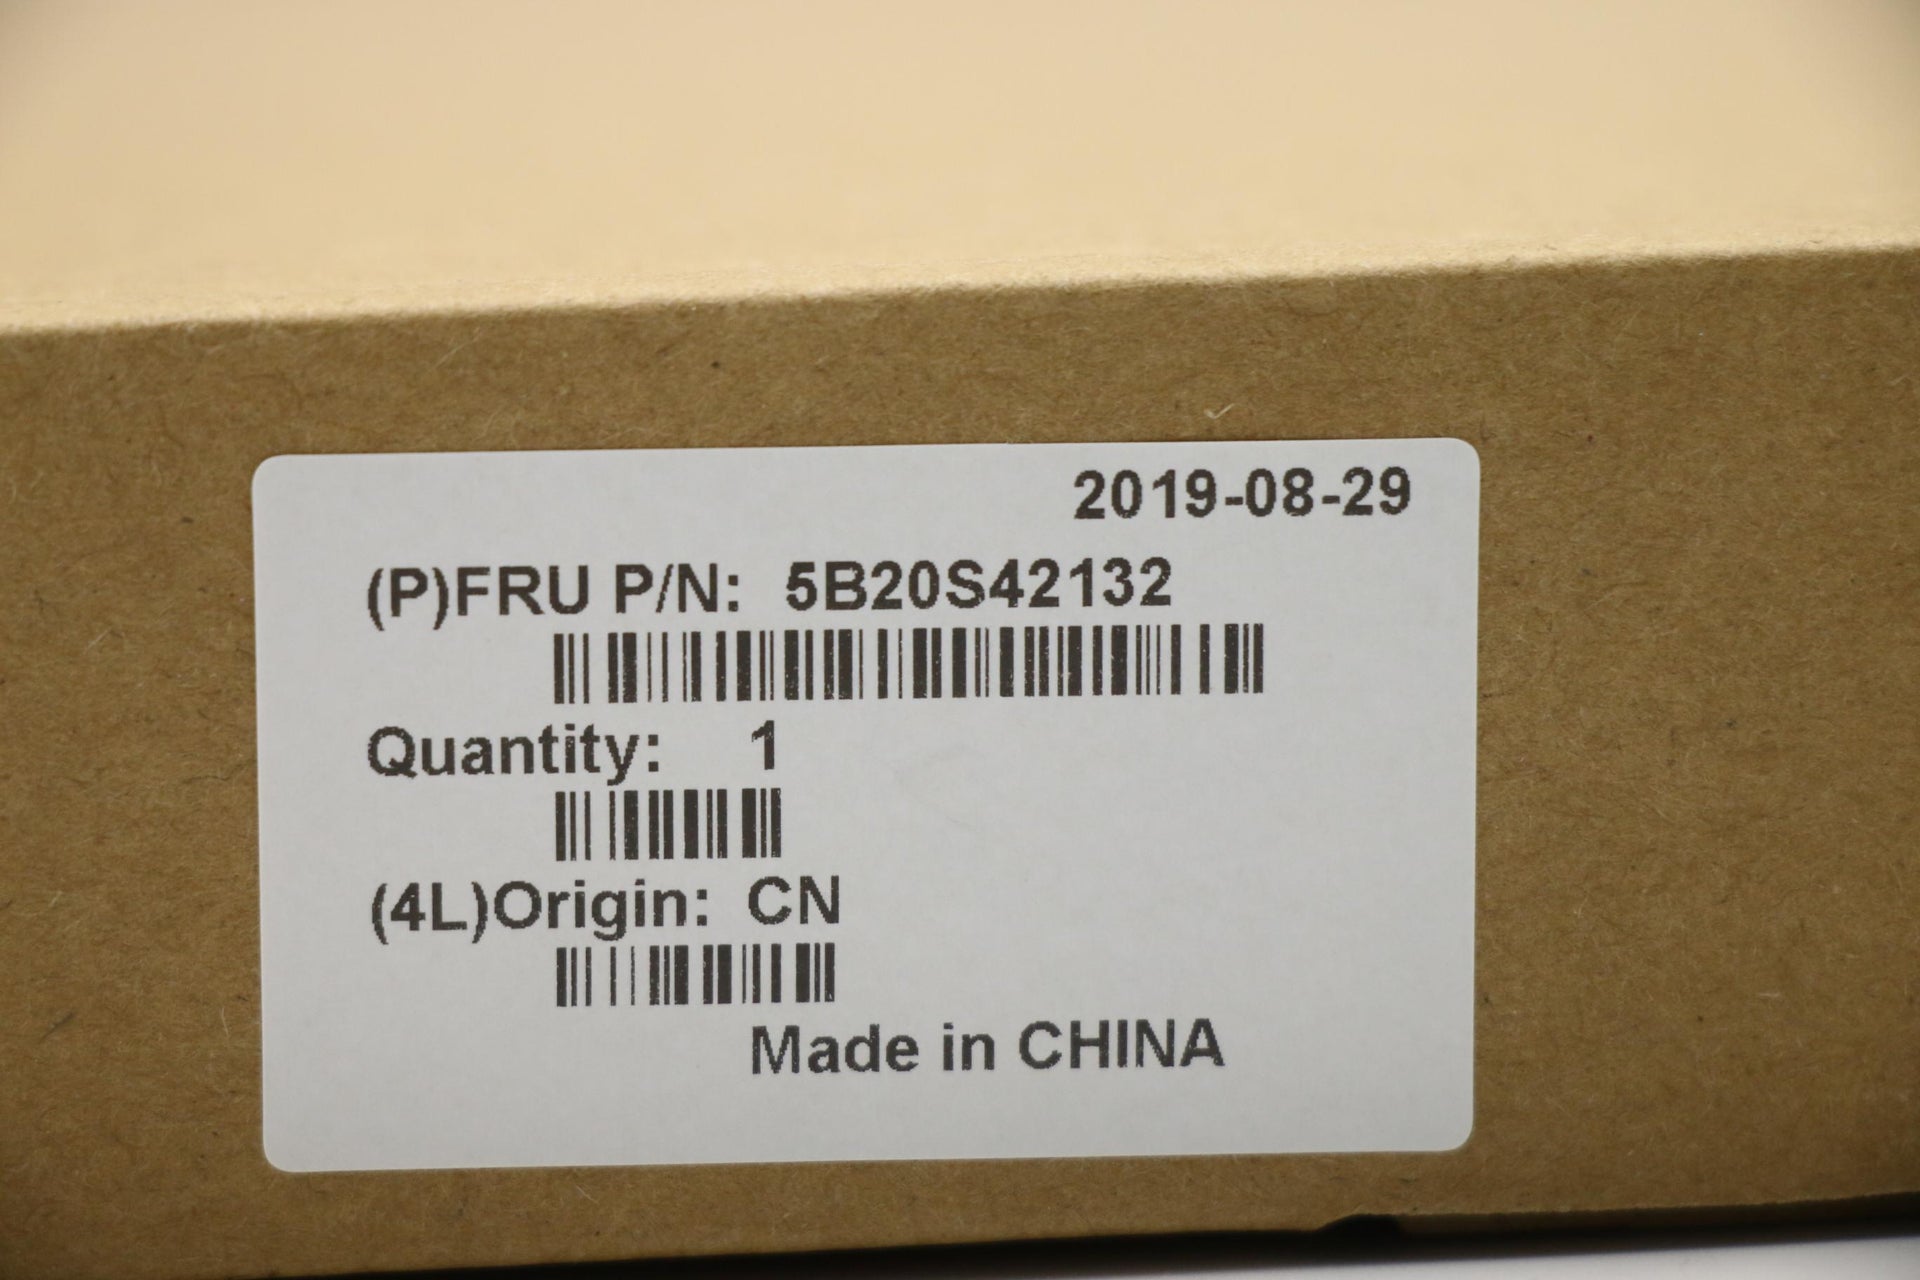 2019-08-29
(P)FRU P/N: 5B20S42132
Quantity: 1
(4L)Origin: CN
Made in CHINA